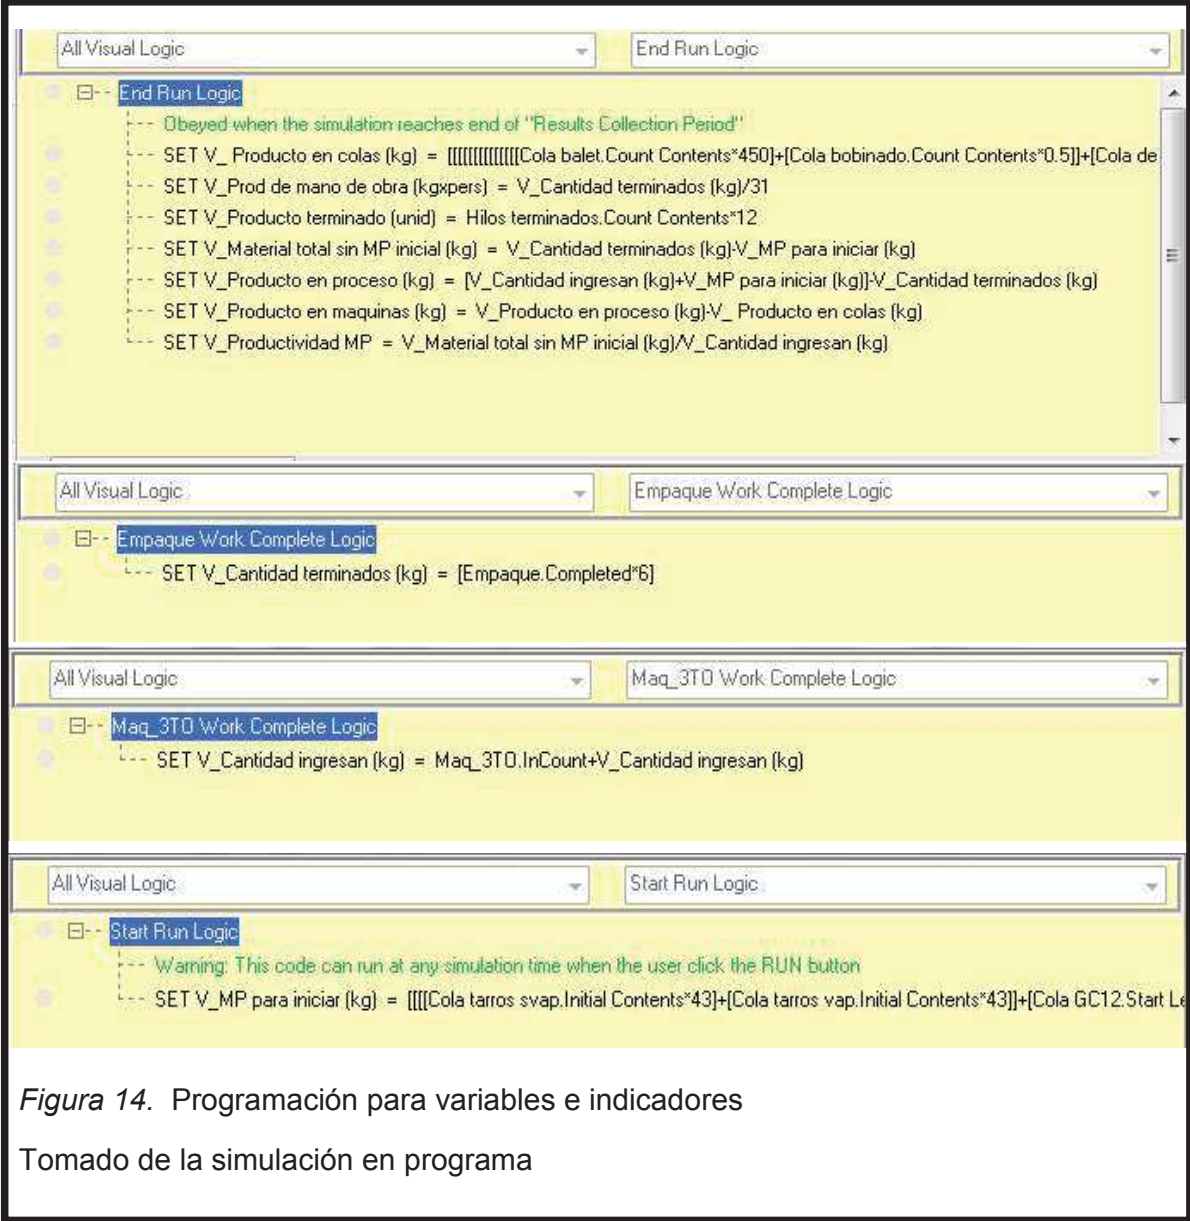 All Visual Logic End Run Logic
End Run Logic
Obeyed when the simulation reaches end of "Results Collection Period"
SET V_ Producto en colas (kg) = [[[[[[[[[[[[[[Cola balet.Count Contents*450]+[Cola bobinado.Count Contents*0.5]]+[Cola de
SET V_Prod de mano de obra (kgxpers) = V_Cantidad terminados (kg)/31
SET V_Producto terminado (unid) = Hilos terminados.Count Contents*12
SET V_Material total sin MP inicial (kg) = V_Cantidad terminados (kg)-V_MP para iniciar (kg)
SET V_Producto en proceso (kg) = [V_Cantidad ingresan (kg)+V_MP para iniciar (kg)]-V_Cantidad terminados (kg)
SET V_Producto en maquinas (kg) = V_Producto en proceso (kg)-V_ Producto en colas (kg)
SET V_Productividad MP = V_Material total sin MP inicial (kg)/V_Cantidad ingresan (kg)
All Visual Logic Empaque Work Complete Logic
Empaque Work Complete Logic
SET V_Cantidad terminados (kg) = [Empaque.Completed*6]
All Visual Logic Maq_3TO Work Complete Logic
Maq_3TO Work Complete Logic
SET V_Cantidad ingresan (kg) = Maq_3TO.InCount+V_Cantidad ingresan (kg)
All Visual Logic Start Run Logic
Start Run Logic
Warning: This code can run at any simulation time when the user click the RUN button
SET V_MP para iniciar (kg) = [[[[Cola tarros svap.Initial Contents*43]+[Cola tarros vap.Initial Contents*43]]+[Cola GC12.Start Le
Figura 14. Programación para variables e indicadores
Tomado de la simulación en programa